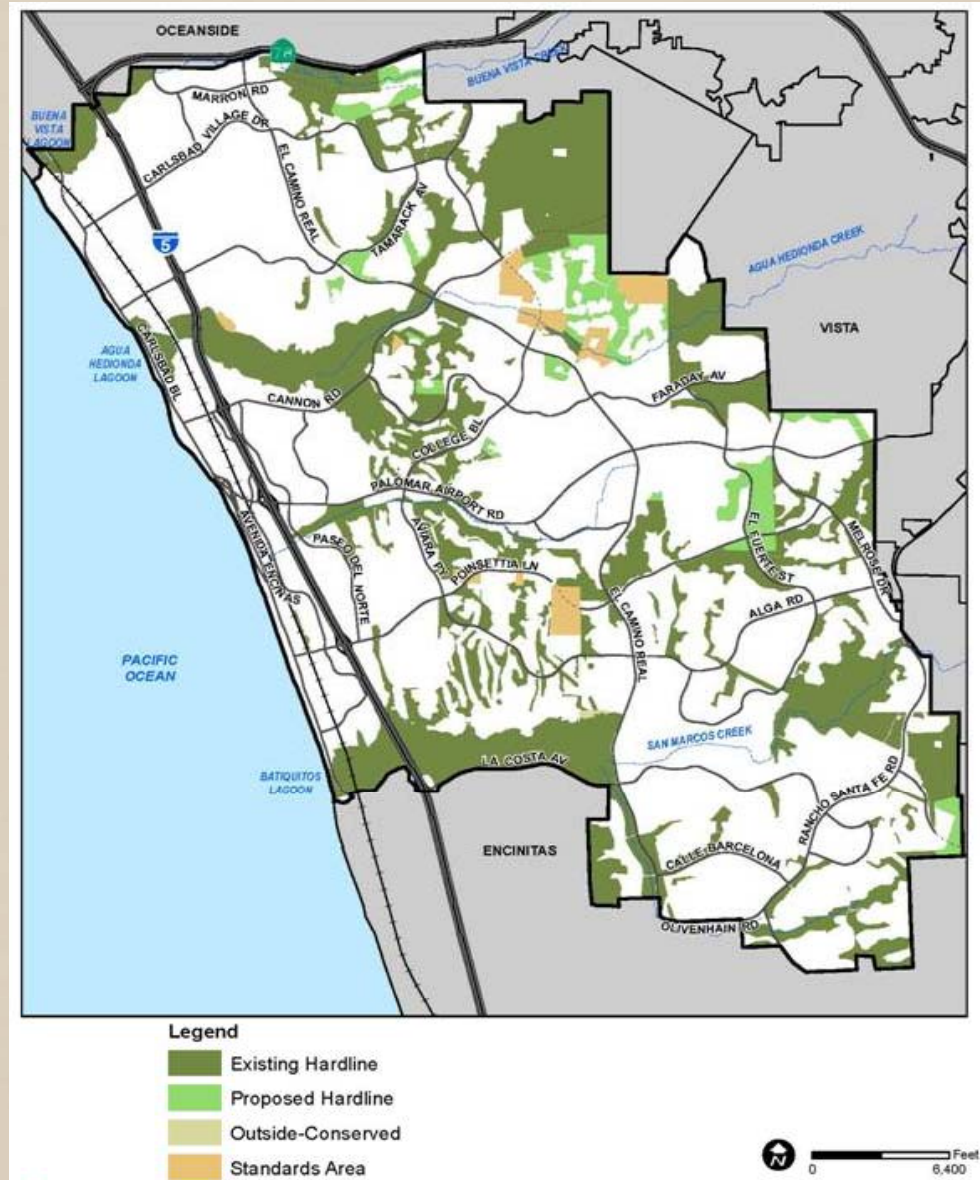 OCEANSIDE
78
BUENA VISTA CREEK
MARRON RD
BUENA
VISTA
LAGOON
CARLSBAD VILLAGE DR
EL CAMINO REAL
TAMARACK AV
5
AGUA HEDIONDA CREEK
VISTA
CARLSBAD BL
AGUA
HEDIONDA
LAGOON
CANNON RD
FARADAY AV
COLLEGE BL
PALOMAR AIRPORT RD
AVENIDA ENCINAS
PASEO DEL NORTE
AVIARA PY
POINSETTIA LN
EL FUERTE ST
MELROSE DR
EL CAMINO REAL
ALGA RD
PACIFIC
OCEAN
SAN MARCOS CREEK
LA COSTA AV
BATIQUITOS
LAGOON
RANCHO SANTA FE RD
ENCINITAS
CALLE BARCELONA
OLIVENHAIN RD
Legend
Existing Hardline
Proposed Hardline
Outside-Conserved
Standards Area
N
Feet
0 6,400